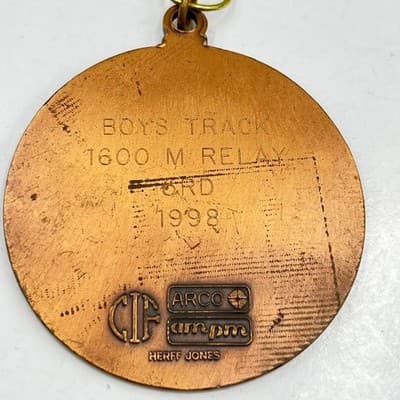 BOYS TRACK
1600 M RELAY
3RD
1998
CIF
ARCO
am pm
HERFF JONES